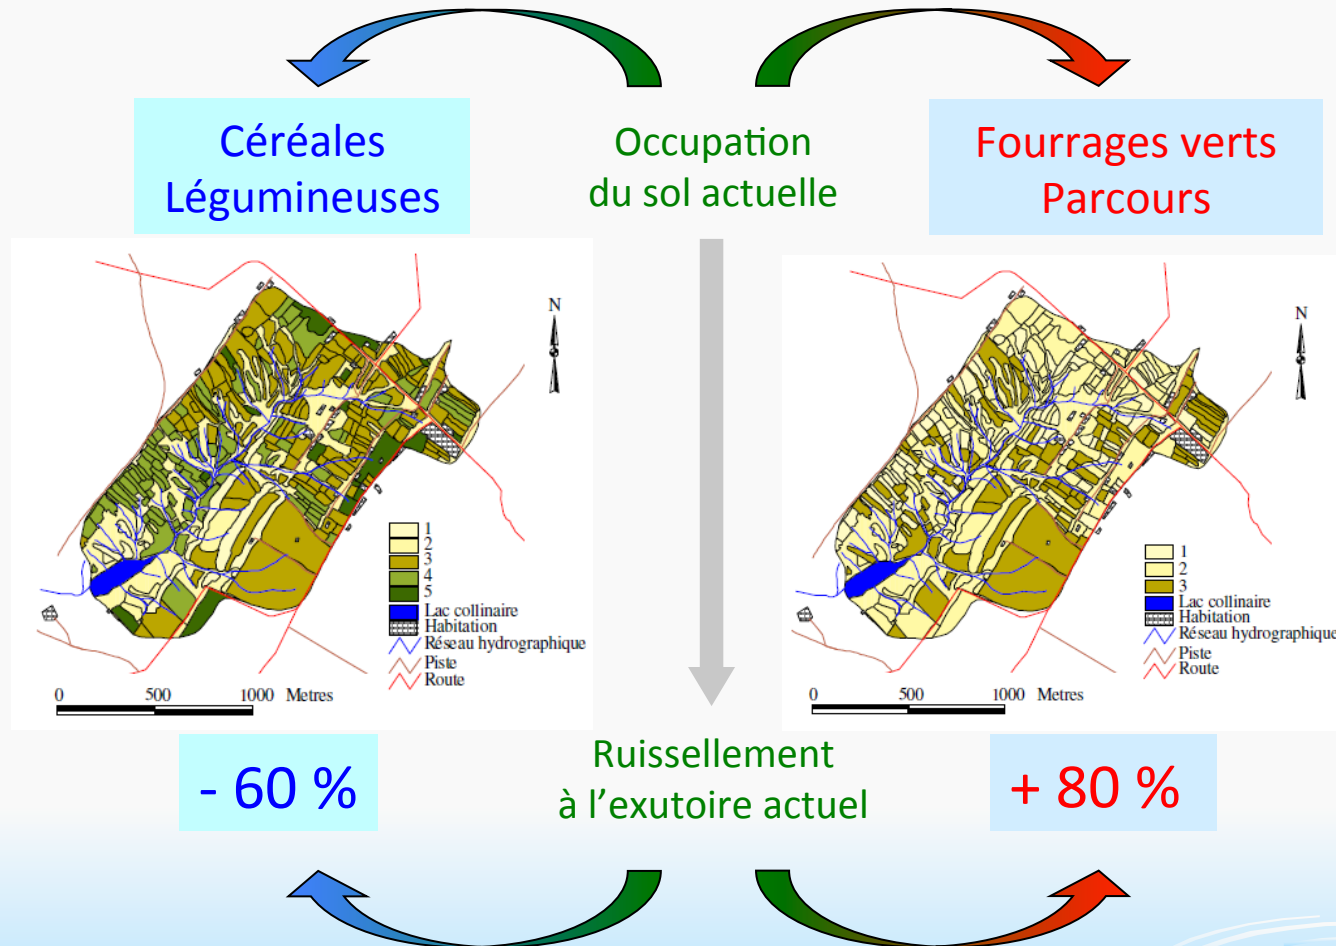 Céréales
Légumineuses
Occupation
du sol actuelle
Fourrages verts
Parcours
N
1
2
3
4
5
Lac collinaire
Habitation
Réseau hydrographique
Piste
Route
0 500 1000 Metres
N
1
2
3
Lac collinaire
Habitation
Réseau hydrographique
Piste
Route
0 500 1000 Metres
- 60 %
Ruissellement
à l’exutoire actuel
+ 80 %